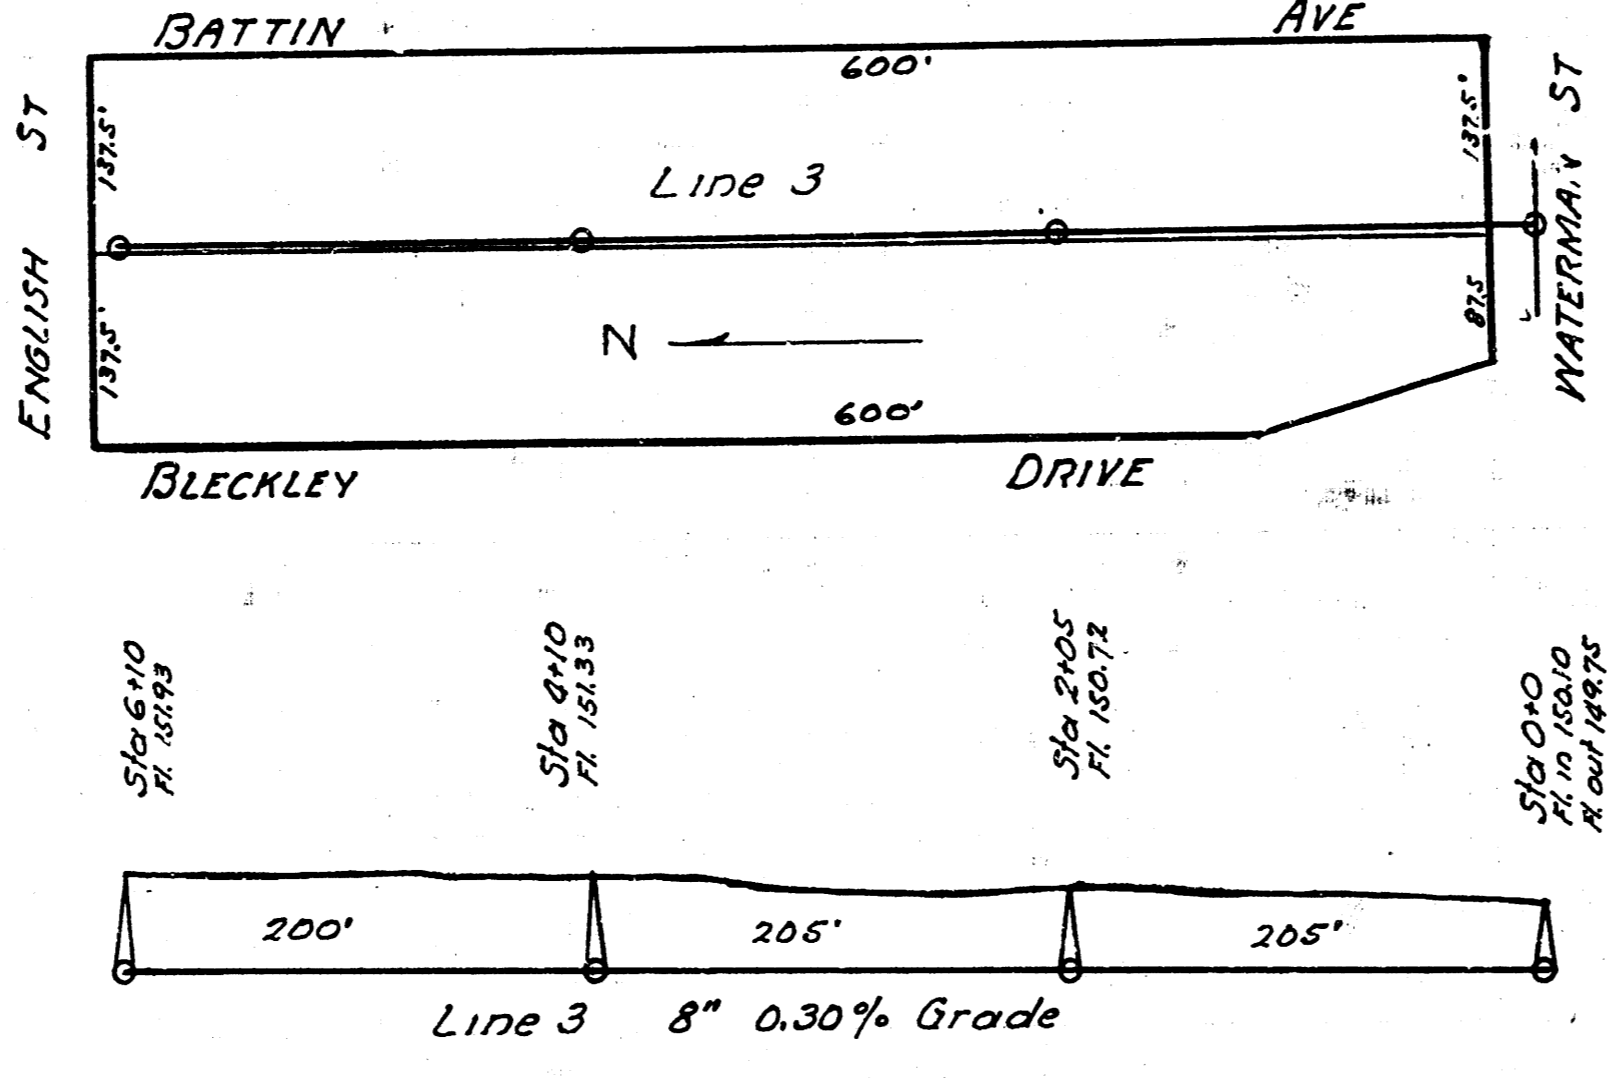 BATTIN AVE
600'
ENGLISH ST
137.5'
137.5'
WATERMAN ST
137.5'
87.5
Line 3
N
600'
BLECKLEY DRIVE
Sta 6+10
Fl. 151.93
Sta 4+10
Fl. 151.33
Sta 2+05
Fl. 150.72
Sta 0+0
Fl. in 150.10
Fl. out 149.75
200'
205'
205'
Line 3 8" 0.30% Grade